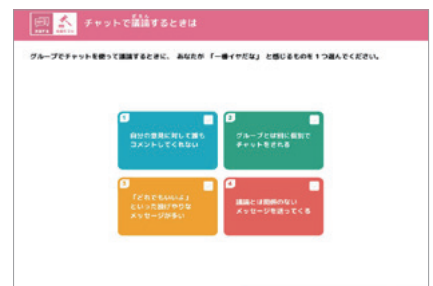 チャットで議論するときは
ぎろん
グループでチャットを使って議論するときに、 あなたが 「一番イヤだな」 と感じるものを1つ選んでください。
1
自分の意見に対して誰も
コメントしてくれない
2
グループとは別に個別で
チャットをされる
3
「どれでもいいよ」
といった投げやりな
メッセージが多い
4
議論とは関係のない
メッセージを送ってくる